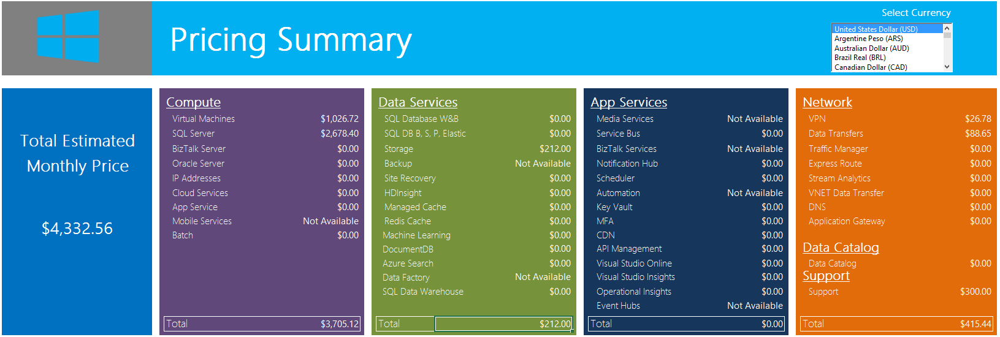 Select Currency
Pricing Summary
United States Dollar (USD)
Argentine Peso (ARS)
Australian Dollar (AUD)
Brazil Real (BRL)
Canadian Dollar (CAD)
Total Estimated
Monthly Price
$4,332.56
Compute
Virtual Machines $1,026.72
SQL Server $2,678.40
BizTalk Server $0.00
Oracle Server $0.00
IP Addresses $0.00
Cloud Services $0.00
App Service $0.00
Mobile Services Not Available
Batch $0.00
Total $3,705.12
Data Services
SQL Database W&B $0.00
SQL DB B, S, P, Elastic $0.00
Storage $212.00
Backup Not Available
Site Recovery $0.00
HDInsight $0.00
Managed Cache $0.00
Redis Cache $0.00
Machine Learning $0.00
DocumentDB $0.00
Azure Search $0.00
Data Factory Not Available
SQL Data Warehouse $0.00
Total $212.00
App Services
Media Services Not Available
Service Bus $0.00
BizTalk Services Not Available
Notification Hub $0.00
Scheduler $0.00
Automation Not Available
Key Vault $0.00
MFA $0.00
CDN $0.00
API Management $0.00
Visual Studio Online $0.00
Visual Studio Insights $0.00
Operational Insights $0.00
Event Hubs Not Available
Total $0.00
Network
VPN $26.78
Data Transfers $88.65
Traffic Manager $0.00
Express Route $0.00
Stream Analytics $0.00
VNET Data Transfer $0.00
DNS $0.00
Application Gateway $0.00
Data Catalog
Data Catalog $0.00
Support
Support $300.00
Total $415.44